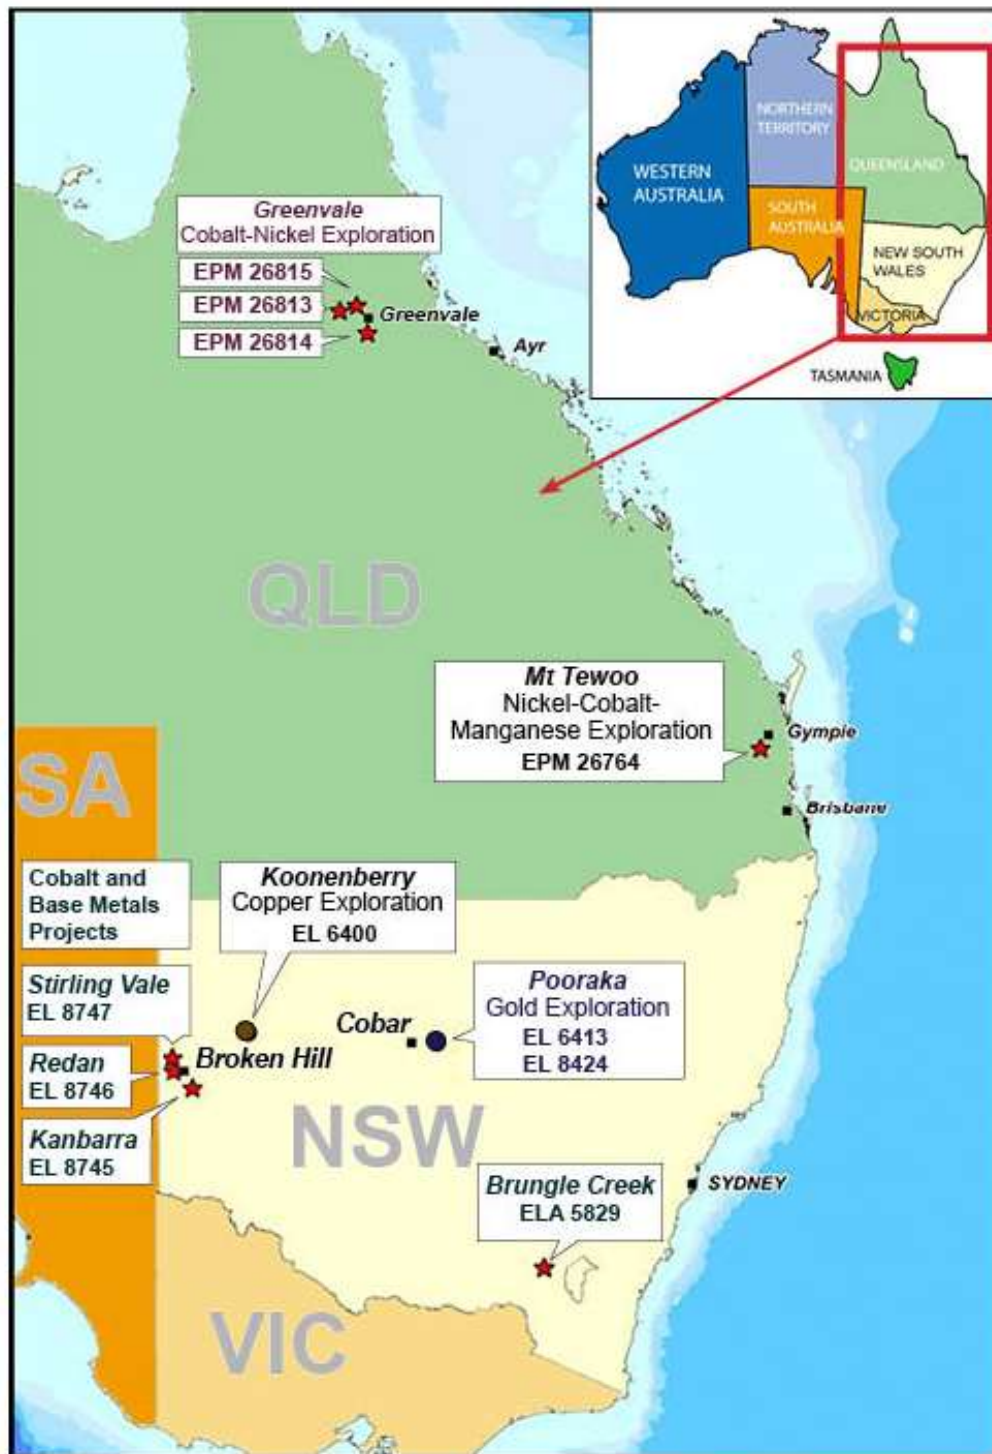 NORTHERN
TERRITORY
QUEENSLAND
WESTERN
AUSTRALIA
SOUTH
AUSTRALIA
NEW SOUTH
WALES
VICTORIA
TASMANIA
Greenvale
Cobalt-Nickel Exploration
EPM 26815
EPM 26813
EPM 26814
Greenvale
Ayr
QLD
Mt Tewoo
Nickel-Cobalt-
Manganese Exploration
EPM 26764
Gympie
Brisbane
SA
Cobalt and
Base Metals
Projects
Koonenberry
Copper Exploration
EL 6400
Stirling Vale
EL 8747
Pooraka
Gold Exploration
EL 6413
EL 8424
Cobar
Broken Hill
Redan
EL 8746
Kanbarra
EL 8745
NSW
Brungle Creek
ELA 5829
SYDNEY
VIC